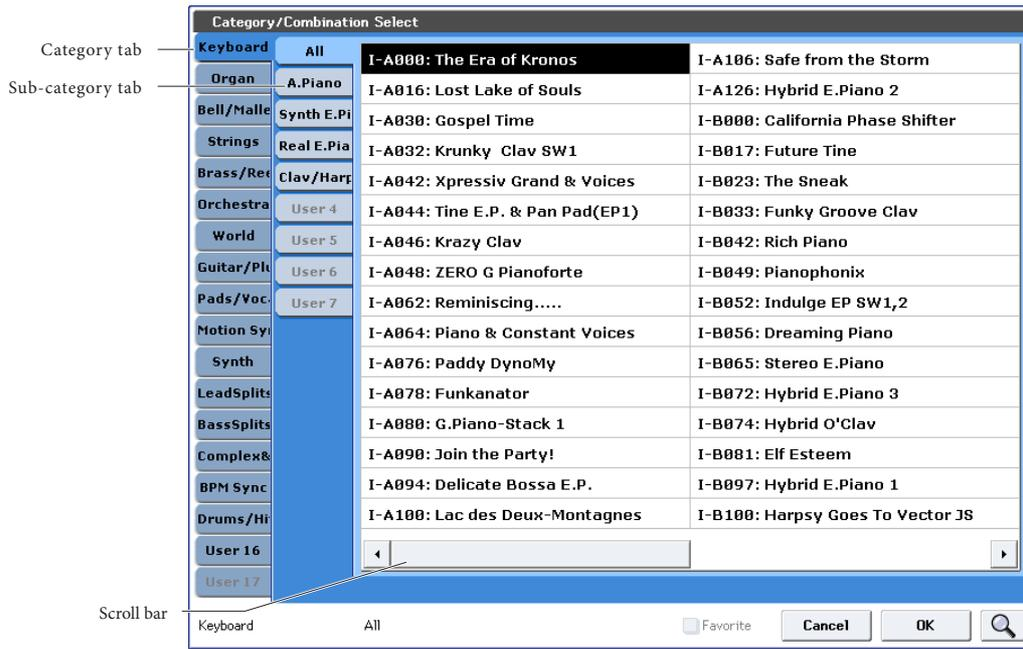 Category/Combination Select
Category tab
Sub-category tab
Scroll bar
Keyboard
Organ
Bell/Malle
Strings
Brass/Ree
Orchestra
World
Guitar/Plu
Pads/Voc.
Motion Syn
Synth
LeadSplits
BassSplits
Complex&
BPM Sync
Drums/Hit
User 16
User 17
All
A.Piano
Synth E.Pi
Real E.Pia
Clav/Harp
User 4
User 5
User 6
User 7
I-A000: The Era of Kronos
I-A016: Lost Lake of Souls
I-A030: Gospel Time
I-A032: Krunky  Clav SW1
I-A042: Xpressiv Grand & Voices
I-A044: Tine E.P. & Pan Pad(EP1)
I-A046: Krazy Clav
I-A048: ZERO G Pianoforte
I-A062: Reminiscing.....
I-A064: Piano & Constant Voices
I-A076: Paddy DynoMy
I-A078: Funkanator
I-A080: G.Piano-Stack 1
I-A090: Join the Party!
I-A094: Delicate Bossa E.P.
I-A100: Lac des Deux-Montagnes
I-A106: Safe from the Storm
I-A126: Hybrid E.Piano 2
I-B000: California Phase Shifter
I-B017: Future Tine
I-B023: The Sneak
I-B033: Funky Groove Clav
I-B042: Rich Piano
I-B049: Pianophonix
I-B052: Indulge EP SW1,2
I-B056: Dreaming Piano
I-B065: Stereo E.Piano
I-B072: Hybrid E.Piano 3
I-B074: Hybrid O'Clav
I-B081: Elf Esteem
I-B097: Hybrid E.Piano 1
I-B100: Harpsy Goes To Vector JS
Keyboard
All
Favorite
Cancel
OK